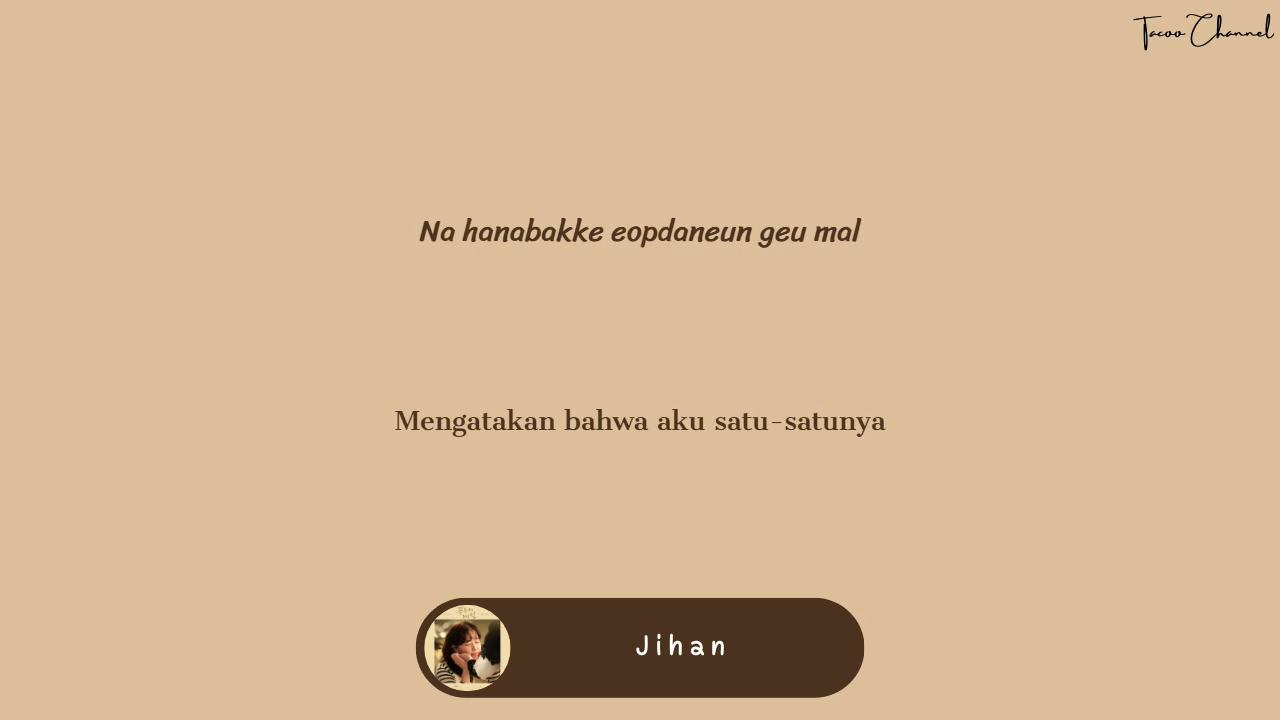 Tacoo Channel
Na hanabakke eopdaneun geu mal
Mengatakan bahwa aku satu-satunya
Jihan